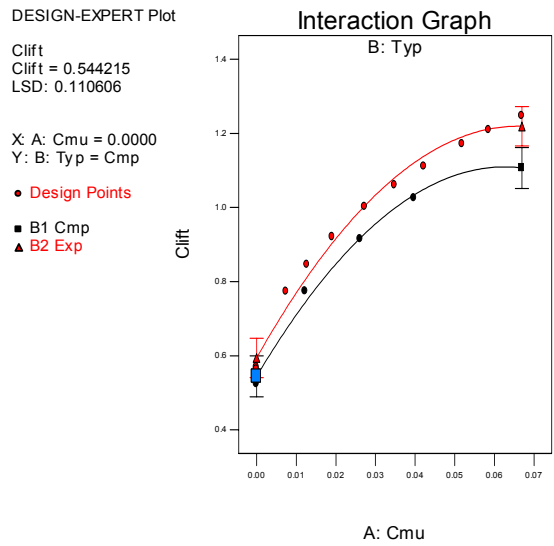 DESIGN-EXPERT Plot
Clift
Clift = 0.544215
LSD: 0.110606
X: A: Cmu = 0.0000
Y: B: Typ = Cmp
Design Points
B1 Cmp
B2 Exp
Interaction Graph
B: Typ
Clift
1.4
1.2
1.0
0.8
0.6
0.4
0.00 0.01 0.02 0.03 0.04 0.05 0.06 0.07
A: Cmu